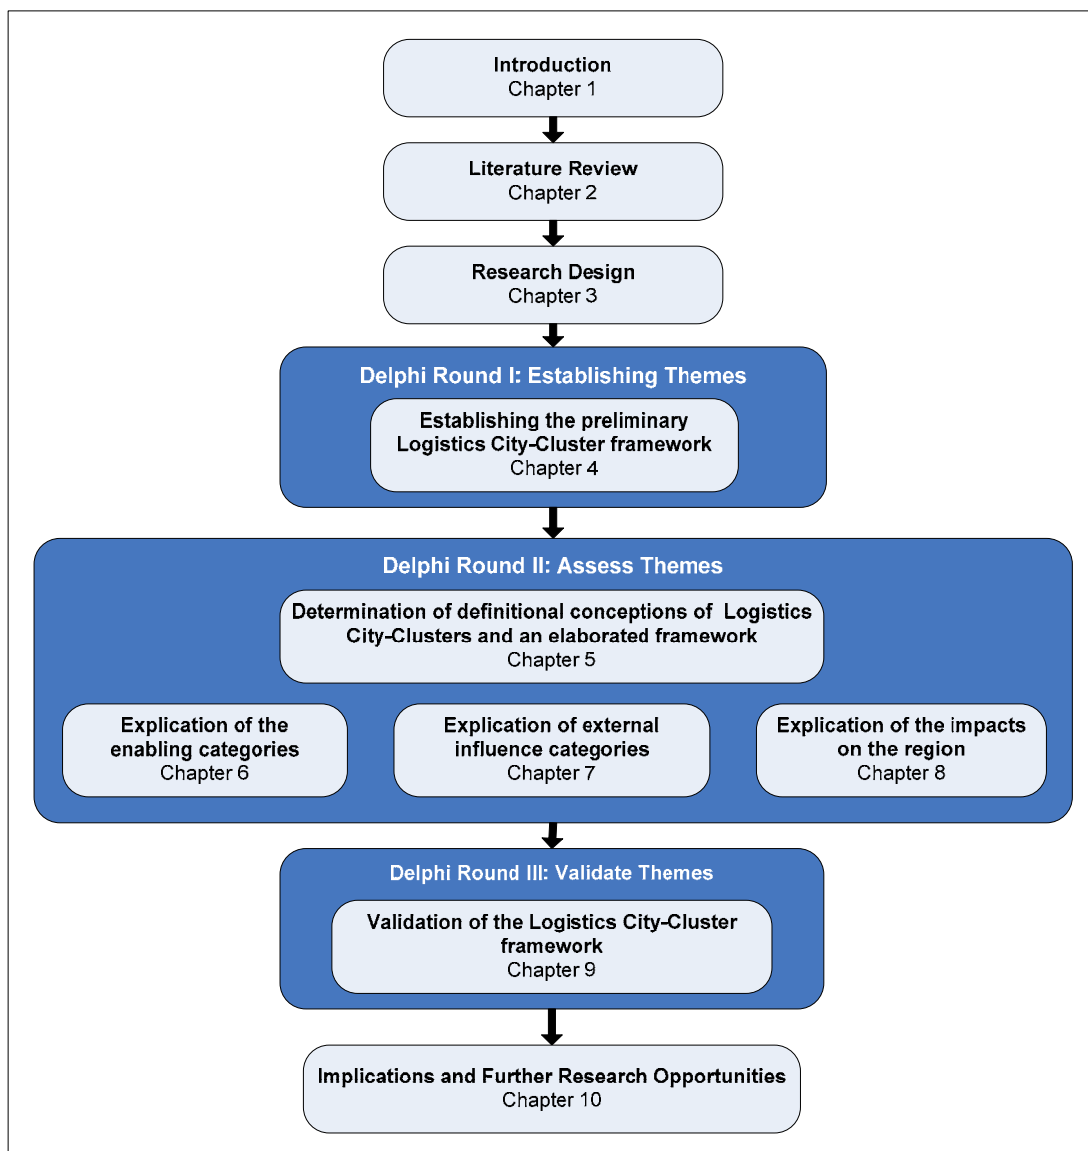 Introduction
Chapter 1
Literature Review
Chapter 2
Research Design
Chapter 3
Delphi Round I: Establishing Themes
Establishing the preliminary
Logistics City-Cluster framework
Chapter 4
Delphi Round II: Assess Themes
Determination of definitional conceptions of Logistics
City-Clusters and an elaborated framework
Chapter 5
Explication of the
enabling categories
Chapter 6
Explication of external
influence categories
Chapter 7
Explication of the impacts
on the region
Chapter 8
Delphi Round III: Validate Themes
Validation of the Logistics City-Cluster
framework
Chapter 9
Implications and Further Research Opportunities
Chapter 10